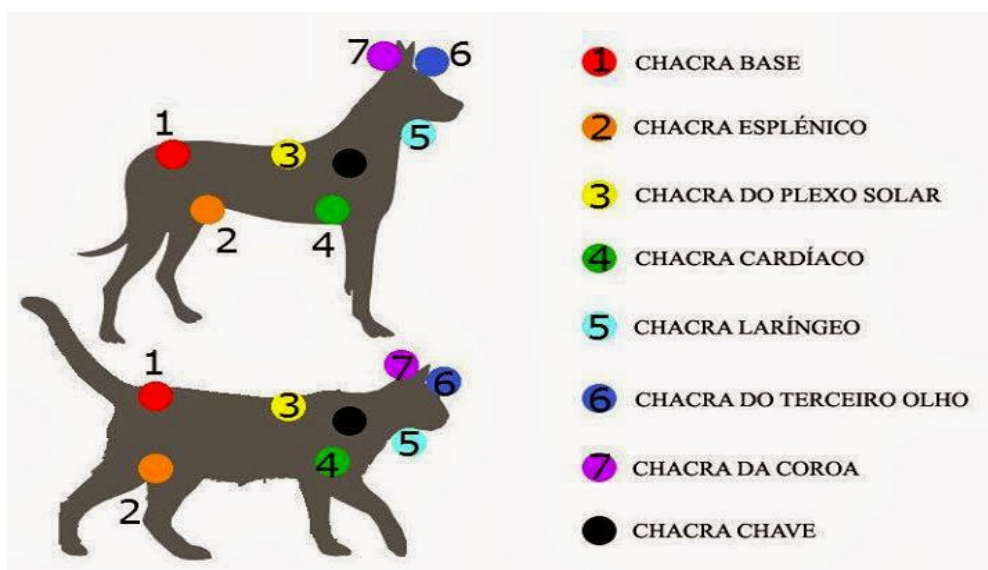 7
6
1
3
5
2
4
1
7
6
3
5
4
2
1 CHACRA BASE
2 CHACRA ESPLÉNICO
3 CHACRA DO PLEXO SOLAR
4 CHACRA CARDÍACO
5 CHACRA LARÍNGEO
6 CHACRA DO TERCEIRO OLHO
7 CHACRA DA COROA
CHACRA CHAVE